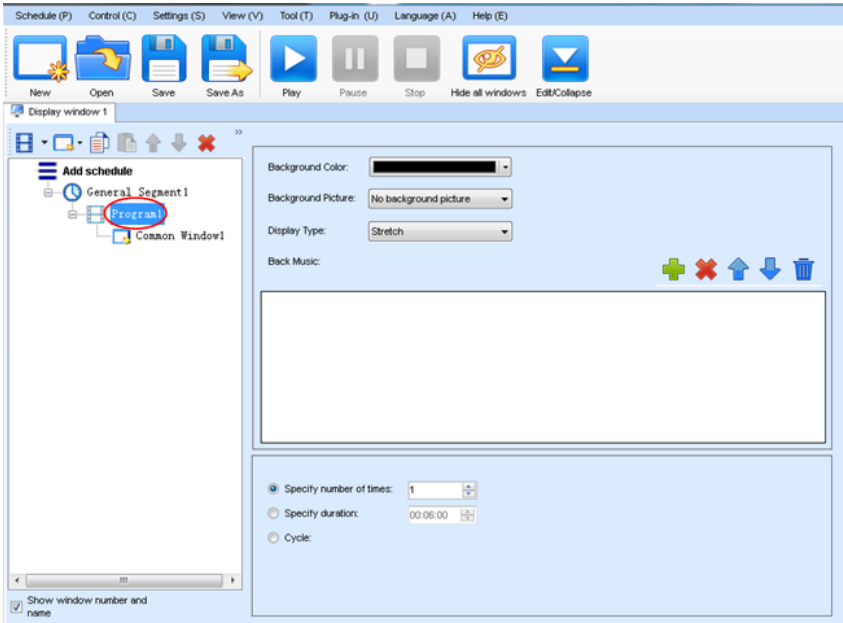 Schedule (P) Control (C) Settings (S) View (V) Tool (T) Plug-in (U) Language (A) Help (E)
New Open Save Save As Play Pause Stop Hide all windows Edit/Collapse
Display window 1
Add schedule
General Segment1
Program1
Common Window1
Show window number and
name
Background Color:
Background Picture: No background picture
Display Type: Stretch
Back Music:
Specify number of times: 1
Specify duration: 00:06:00
Cycle: